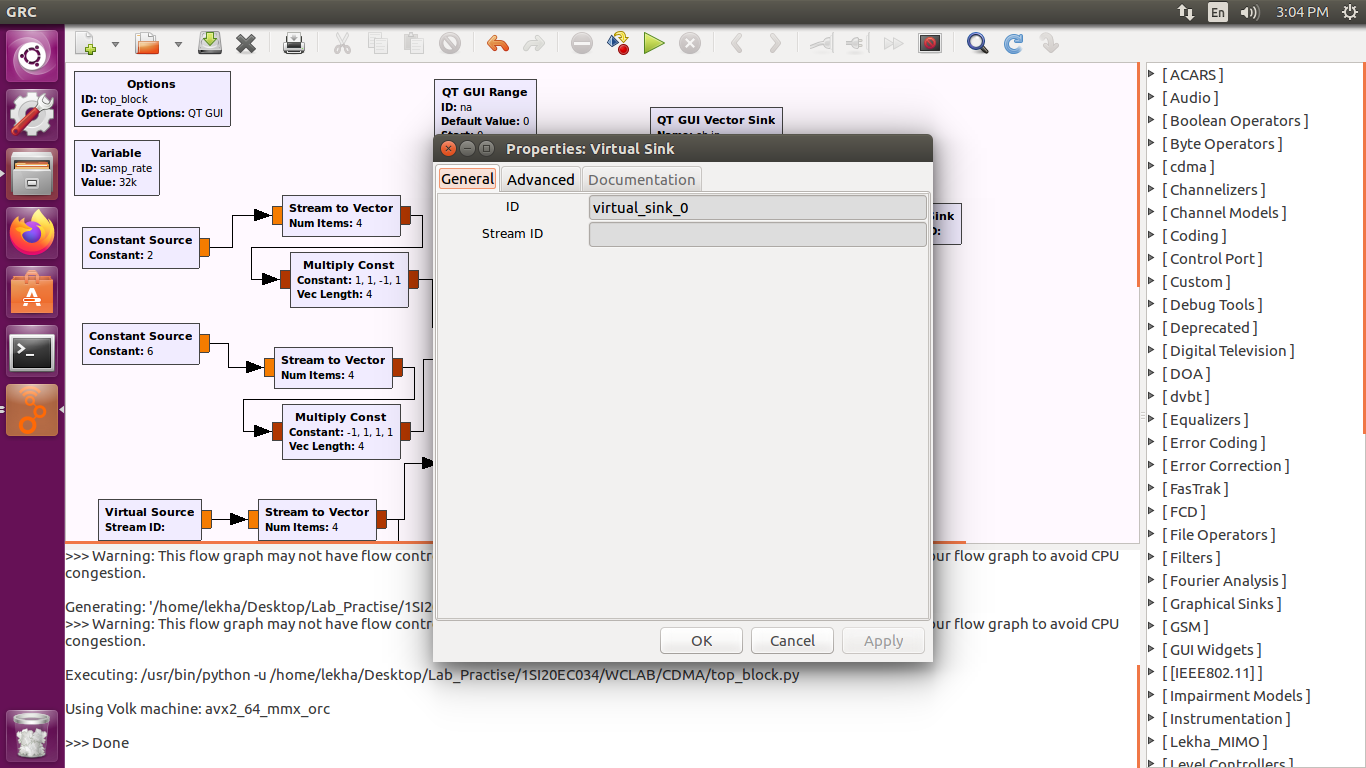 GRC
En
3:04 PM
Options
ID: top_block
Generate Options: QT GUI
Variable
ID: samp_rate
Value: 32k
QT GUI Range
ID: na
Default Value: 0
QT GUI Vector Sink
Constant Source
Constant: 2
Stream to Vector
Num Items: 4
Multiply Const
Constant: 1, 1, -1, 1
Vec Length: 4
Constant Source
Constant: 6
Stream to Vector
Num Items: 4
Multiply Const
Constant: -1, 1, 1, 1
Vec Length: 4
Virtual Source
Stream ID:
Stream to Vector
Num Items: 4
ink
D:
Properties: Virtual Sink
General
Advanced
Documentation
ID
virtual_sink_0
Stream ID
OK
Cancel
Apply
>>> Warning: This flow graph may not have flow contr
our flow graph to avoid CPU
congestion.
Generating: '/home/lekha/Desktop/Lab_Practise/1SI2
>>> Warning: This flow graph may not have flow contr
our flow graph to avoid CPU
congestion.
Executing: /usr/bin/python -u /home/lekha/Desktop/Lab_Practise/1SI20EC034/WCLAB/CDMA/top_block.py
Using Volk machine: avx2_64_mmx_orc
>>> Done
[ ACARS ]
[ Audio ]
[ Boolean Operators ]
[ Byte Operators ]
[ cdma ]
[ Channelizers ]
[ Channel Models ]
[ Coding ]
[ Control Port ]
[ Custom ]
[ Debug Tools ]
[ Deprecated ]
[ Digital Television ]
[ DOA ]
[ dvbt ]
[ Equalizers ]
[ Error Coding ]
[ Error Correction ]
[ FasTrak ]
[ FCD ]
[ File Operators ]
[ Filters ]
[ Fourier Analysis ]
[ Graphical Sinks ]
[ GSM ]
[ GUI Widgets ]
[ [IEEE802.11] ]
[ Impairment Models ]
[ Instrumentation ]
[ Lekha_MIMO ]
[ Level Controllers ]